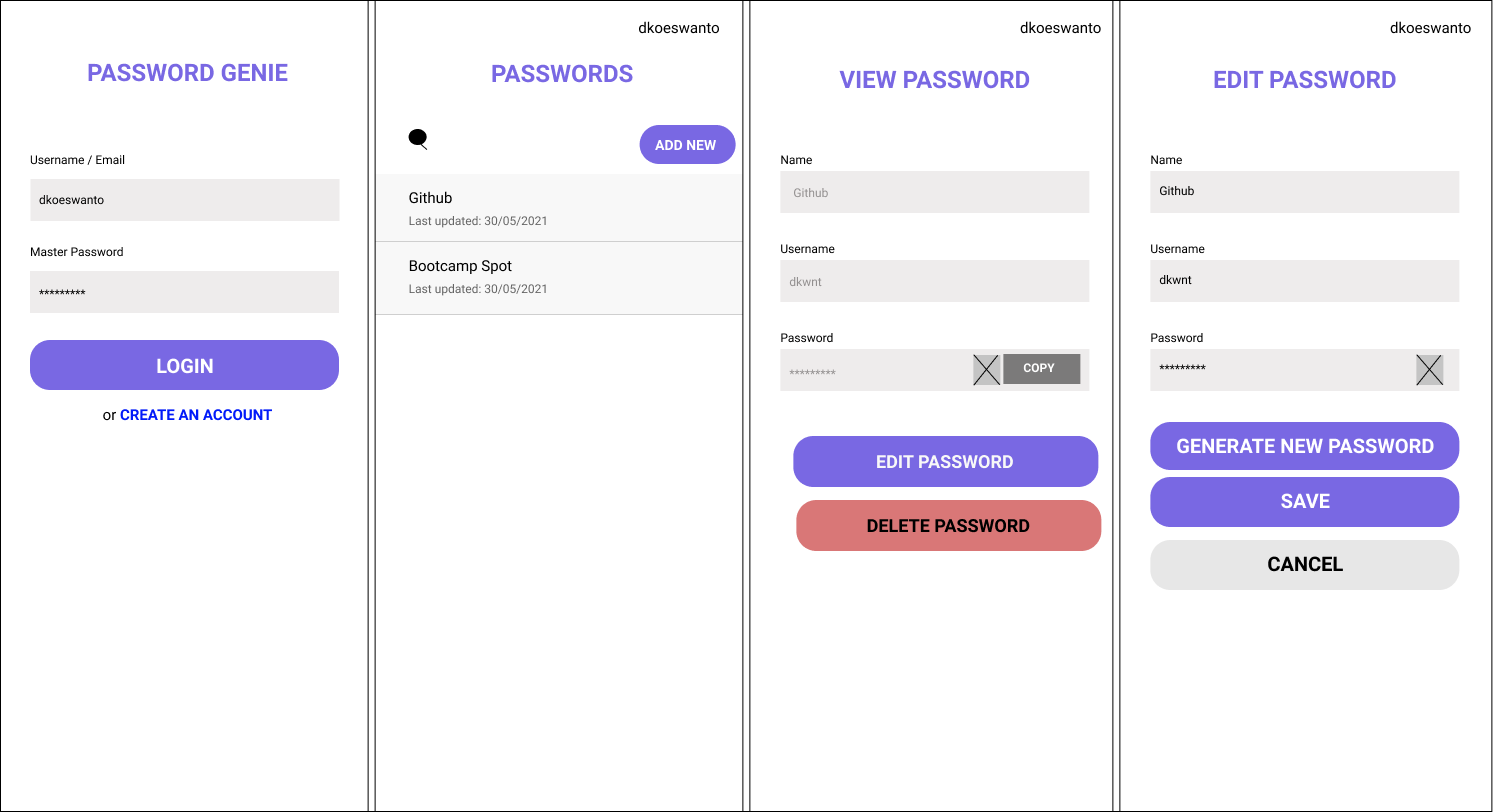 PASSWORD GENIE
Username / Email
dkoeswanto
Master Password
*********
LOGIN
or CREATE AN ACCOUNT
dkoeswanto
PASSWORDS
ADD NEW
Github
Last updated: 30/05/2021
Bootcamp Spot
Last updated: 30/05/2021
dkoeswanto
VIEW PASSWORD
Name
Github
Username
dkwnt
Password
*********
COPY
EDIT PASSWORD
DELETE PASSWORD
dkoeswanto
EDIT PASSWORD
Name
Github
Username
dkwnt
Password
*********
GENERATE NEW PASSWORD
SAVE
CANCEL